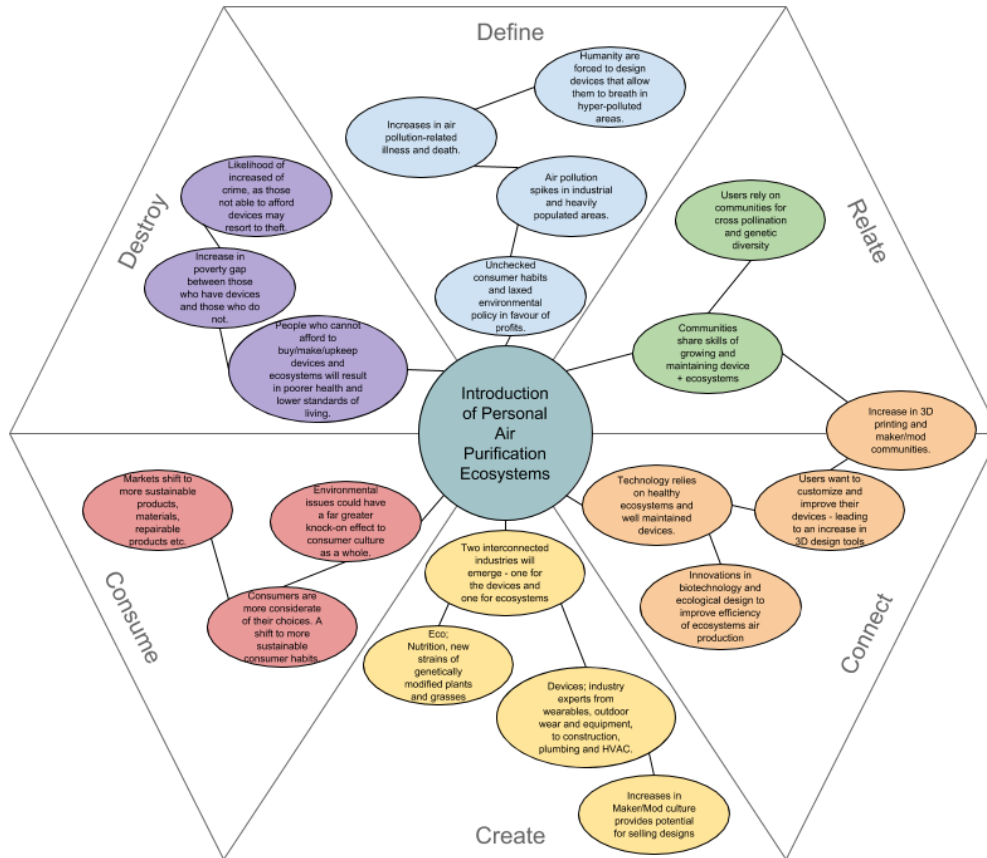 Define
Humanity are
forced to design
devices that allow
them to breath in
hyper-polluted
areas.
Increases in air
pollution-related
illness and death.
Air pollution
spikes in industrial
and heavily
populated areas.
Unchecked
consumer habits
and laxed
environmental
policy in favour of
profits.
Relate
Users rely on
communities for
cross pollination
and genetic
diversity
Communities
share skills of
growing and
maintaining device
+ ecosystems
Connect
Increase in 3D
printing and
maker/mod
communities.
Users want to
customize and
improve their
devices - leading
to an increase in
3D design tools.
Technology relies
on healthy
ecosystems and
well maintained
devices.
Innovations in
biotechnology and
ecological design to
improve efficiency
of ecosystems air
production
Create
Two interconnected
industries will
emerge - one for
the devices and
one for ecosystems
Eco;
Nutrition, new
strains of
genetically
modified plants
and grasses
Devices; industry
experts from
wearables, outdoor
wear and equipment,
to construction,
plumbing and HVAC.
Increases in
Maker/Mod culture
provides potential
for selling designs
Consume
Environmental
issues could have
a far greater
knock-on effect to
consumer culture
as a whole.
Consumers are
more considerate
of their choices. A
shift to more
sustainable
consumer habits.
Markets shift to
more sustainable
products,
materials,
repairable
products etc.
Destroy
Likelihood of
increased of
crime, as those
not able to afford
devices may
resort to theft.
Increase in
poverty gap
between those
who have devices
and those who do
not.
People who cannot
afford to
buy/make/upkeep
devices and
ecosystems will result
in poorer health and
lower standards of
living.
Introduction
of Personal
Air
Purification
Ecosystems